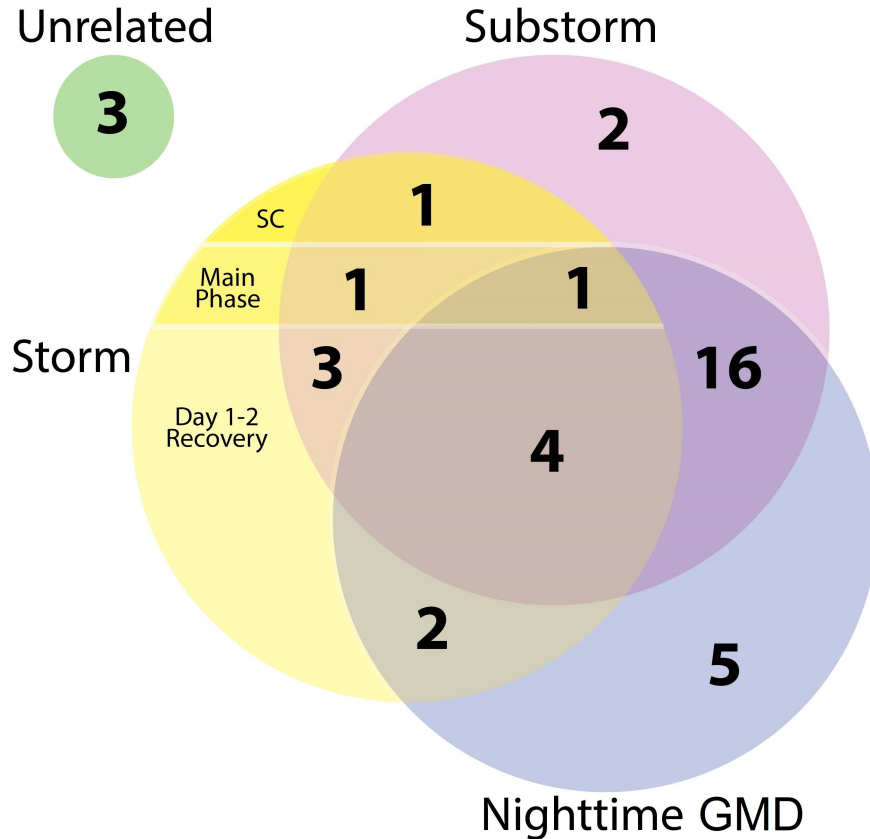 Unrelated
Substorm
3
2
SC
1
Main
Phase
1
1
Storm
3
16
Day 1-2
Recovery
4
2
5
Nighttime GMD